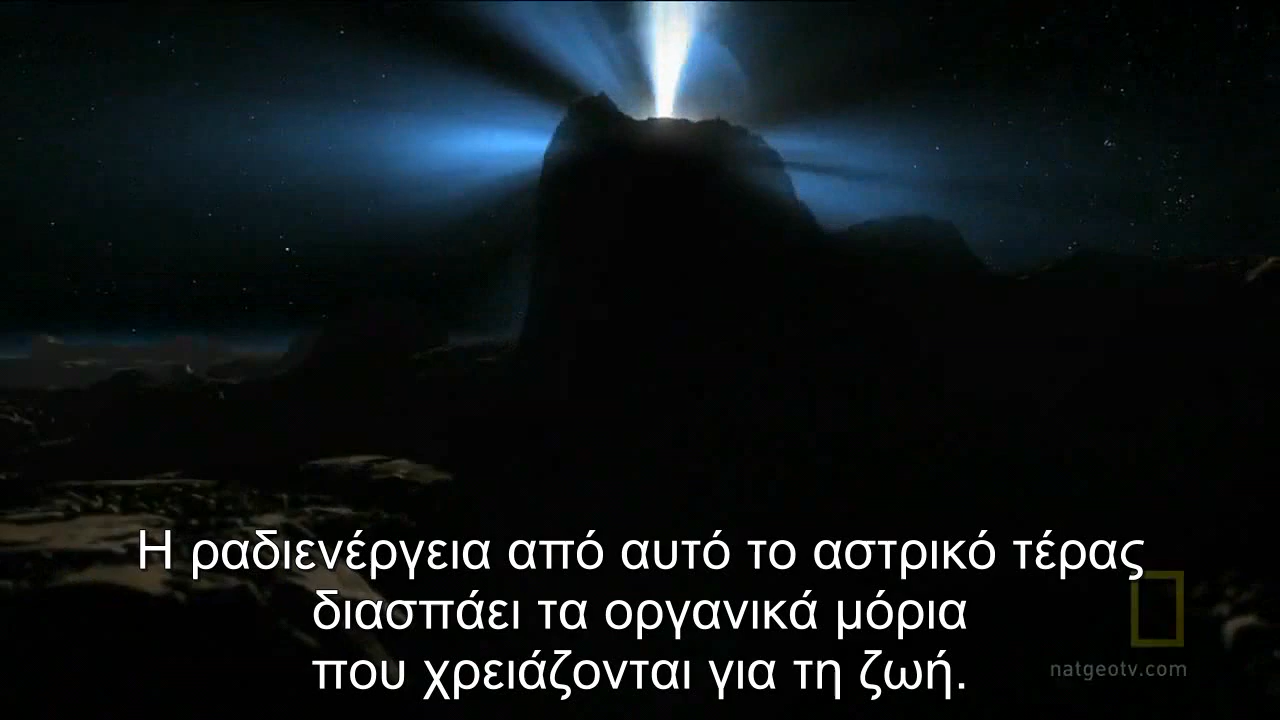 Η ραδιενέργεια από αυτό το αστρικό τέρας
διασπάει τα οργανικά μόρια
που χρειάζονται για τη ζωή.
natgeotv.com